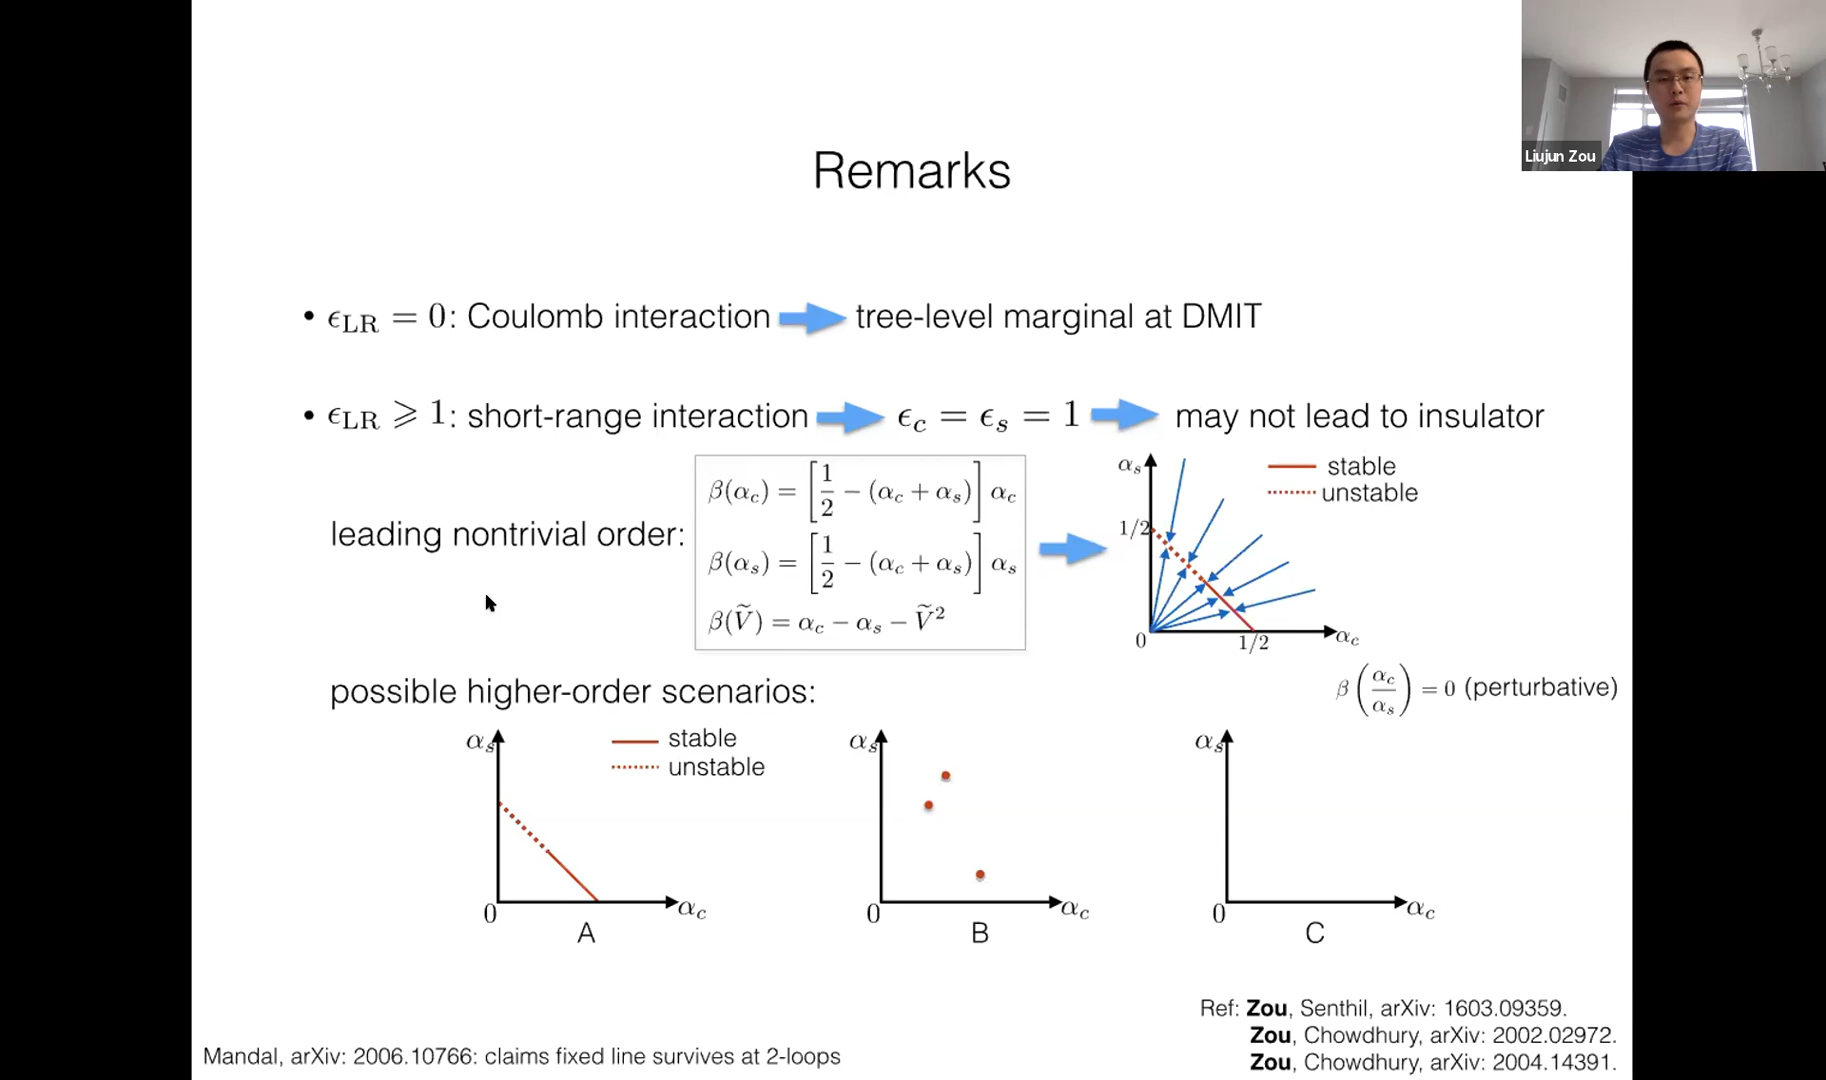 Liujun Zou
Remarks
• ϵ_LR = 0: Coulomb interaction → tree-level marginal at DMIT
• ϵ_LR ⩾ 1: short-range interaction → ϵ_c = ϵ_s = 1 → may not lead to insulator
leading nontrivial order:
β(α_c) = [1/2 − (α_c + α_s)] α_c
β(α_s) = [1/2 − (α_c + α_s)] α_s
β(Ṽ) = α_c − α_s − Ṽ²
α_s
stable
unstable
1/2
0
1/2
α_c
β(α_c/α_s) = 0 (perturbative)
possible higher-order scenarios:
α_s
stable
unstable
0
α_c
A
α_s
0
α_c
B
α_s
0
α_c
C
Ref: Zou, Senthil, arXiv: 1603.09359.
Zou, Chowdhury, arXiv: 2002.02972.
Zou, Chowdhury, arXiv: 2004.14391.
Mandal, arXiv: 2006.10766: claims fixed line survives at 2-loops